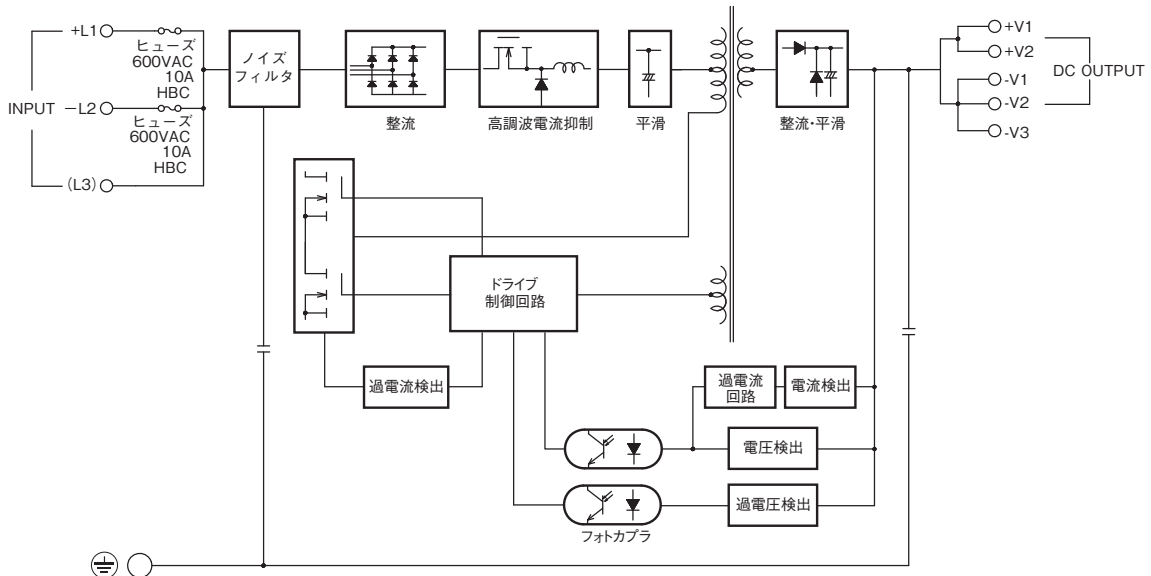 +L1
ヒューズ
600VAC
10A
HBC
INPUT
−L2
ヒューズ
600VAC
10A
HBC
(L3)
ノイズ
フィルタ
整流
高調波電流抑制
平滑
整流・平滑
+V1
+V2
-V1
-V2
-V3
DC OUTPUT
ドライブ
制御回路
過電流検出
過電流
回路
電流検出
電圧検出
過電圧検出
フォトカプラ